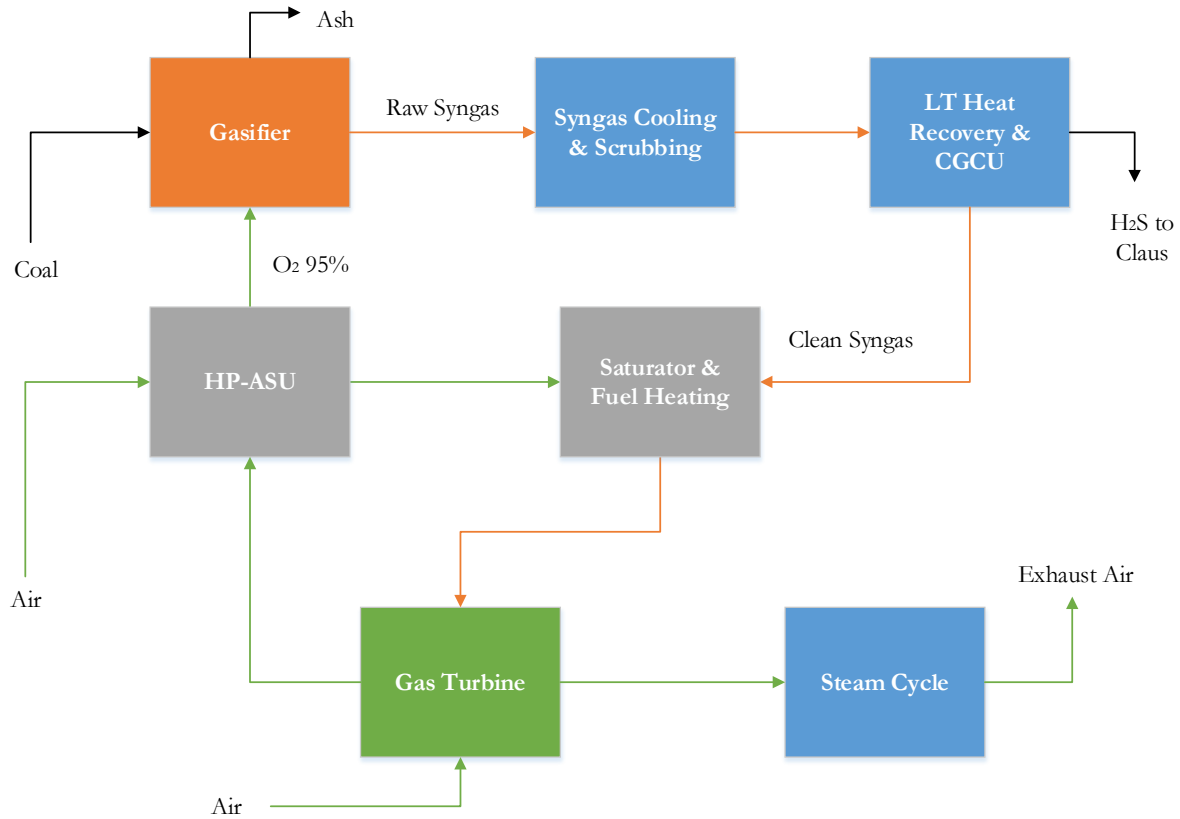 Ash
Gasifier
Raw Syngas
Syngas Cooling
& Scrubbing
LT Heat
Recovery &
CGCU
Coal
O₂ 95%
H₂S to
Claus
HP-ASU
Saturator &
Fuel Heating
Clean Syngas
Air
Exhaust Air
Gas Turbine
Steam Cycle
Air